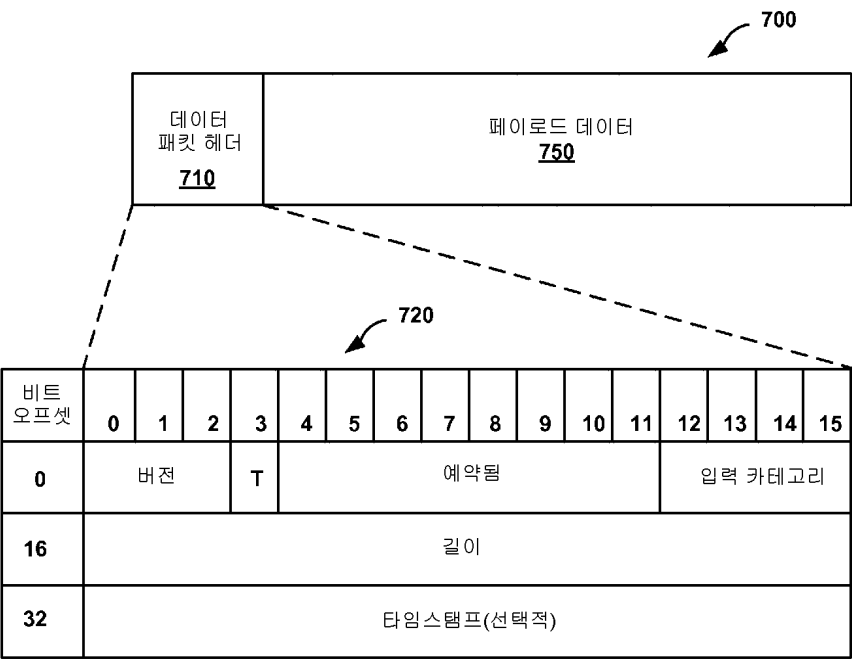 700
데이터
패킷 헤더
710
페이로드 데이터
750
720
비트
오프셋
0 1 2 3 4 5 6 7 8 9 10 11 12 13 14 15
0 버전 T 예약됨 입력 카테고리
16 길이
32 타임스탬프(선택적)